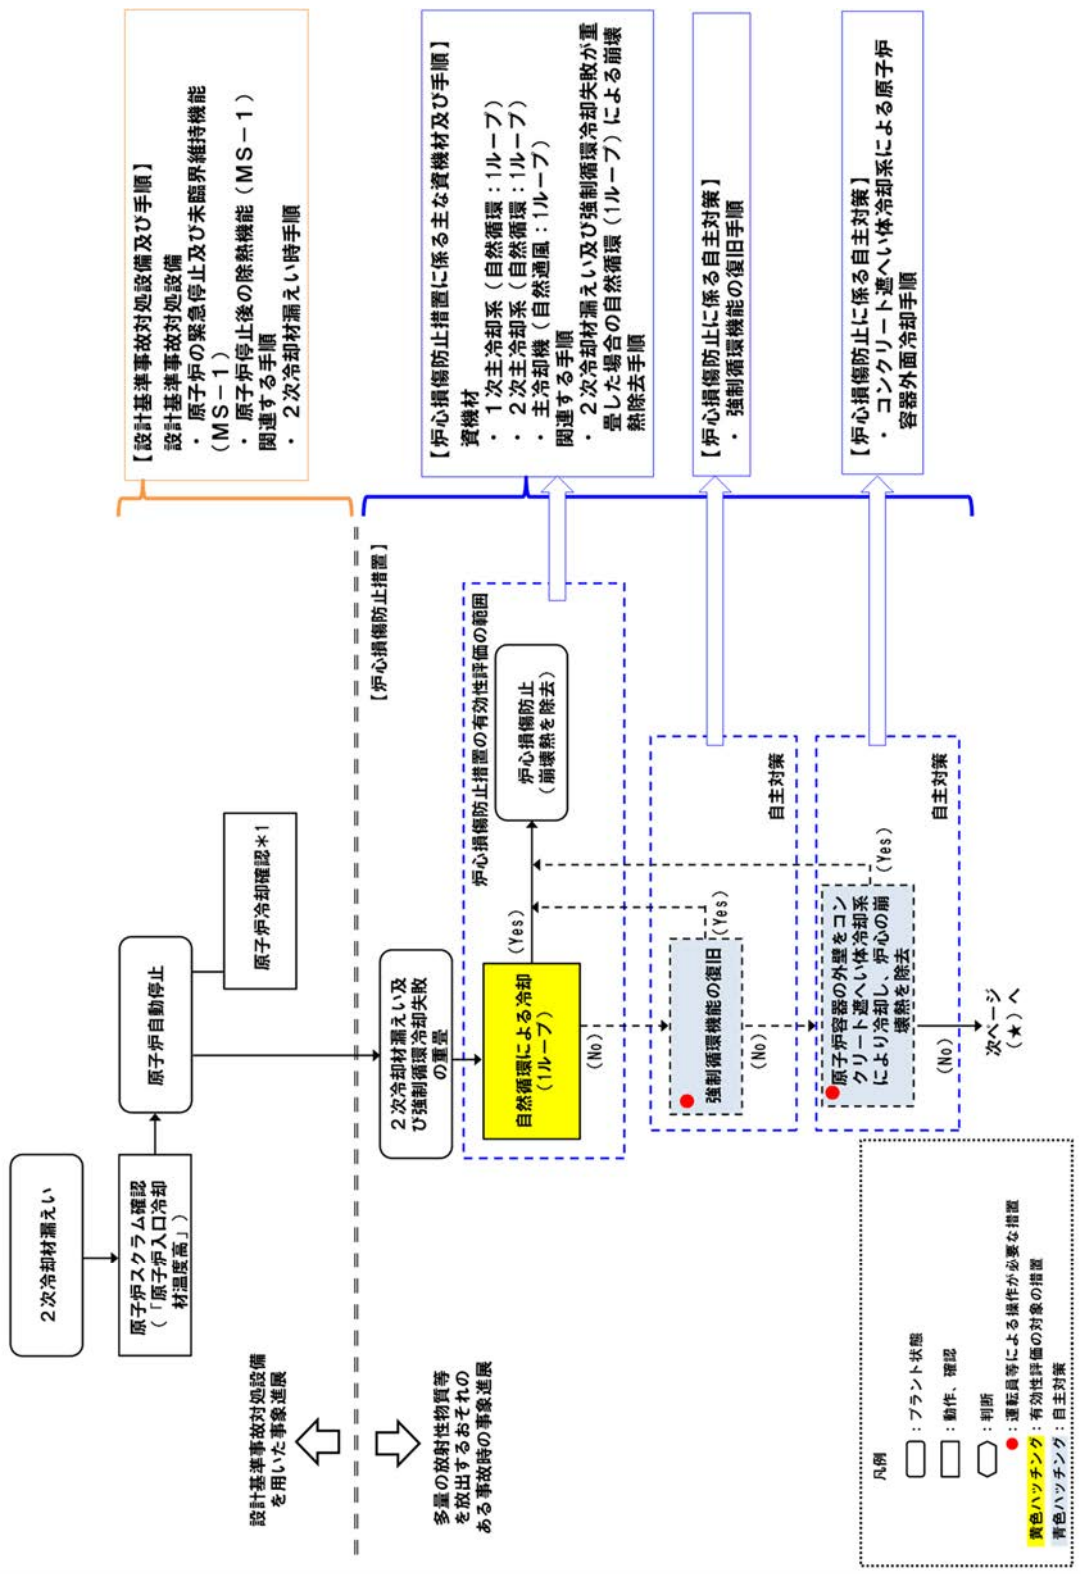 ２次冷却材漏えい
原子炉スクラム確認
（「原子炉入口冷却
材温度高」）
原子炉自動停止
原子炉冷却確認＊1
【設計基準事故対処設備及び手順】
設計基準事故対処設備
・原子炉の緊急停止及び未臨界維持機能
（ＭＳ－１）
・原子炉停止後の除熱機能（ＭＳ－１）
関連する手順
・２次冷却材漏えい時手順
設計基準事故対処設備
を用いた事象進展
多量の放射性物質等
を放出するおそれの
ある事故時の事象進展
【炉心損傷防止措置】
２次冷却材漏えい及
び強制循環冷却失敗
の重畳
炉心損傷防止措置の有効性評価の範囲
自然循環による冷却
（1ループ）
(Yes)
炉心損傷防止
（崩壊熱を除去）
(No)
【炉心損傷防止措置に係る主な資機材及び手順】
資機材
・１次主冷却系（自然循環：1ループ）
・２次主冷却系（自然循環：1ループ）
・主冷却機（自然通風：1ループ）
関連する手順
・２次冷却材漏えい及び強制循環冷却失敗が重
畳した場合の自然循環（1ループ）による崩壊
熱除去手順
強制循環機能の復旧
(Yes)
(No)
自主対策
【炉心損傷防止に係る自主対策】
・強制循環機能の復旧手順
原子炉容器の外壁をコン
クリート遮へい体冷却系
により冷却し、炉心の崩
壊熱を除去
(Yes)
(No)
自主対策
【炉心損傷防止に係る自主対策】
・コンクリート遮へい体冷却系による原子炉
容器外面冷却手順
次ページ
（★）へ
凡例
：プラント状態
：動作、確認
：判断
：運転員等による操作が必要な措置
黄色ハッチング：有効性評価の対象の措置
青色ハッチング：自主対策